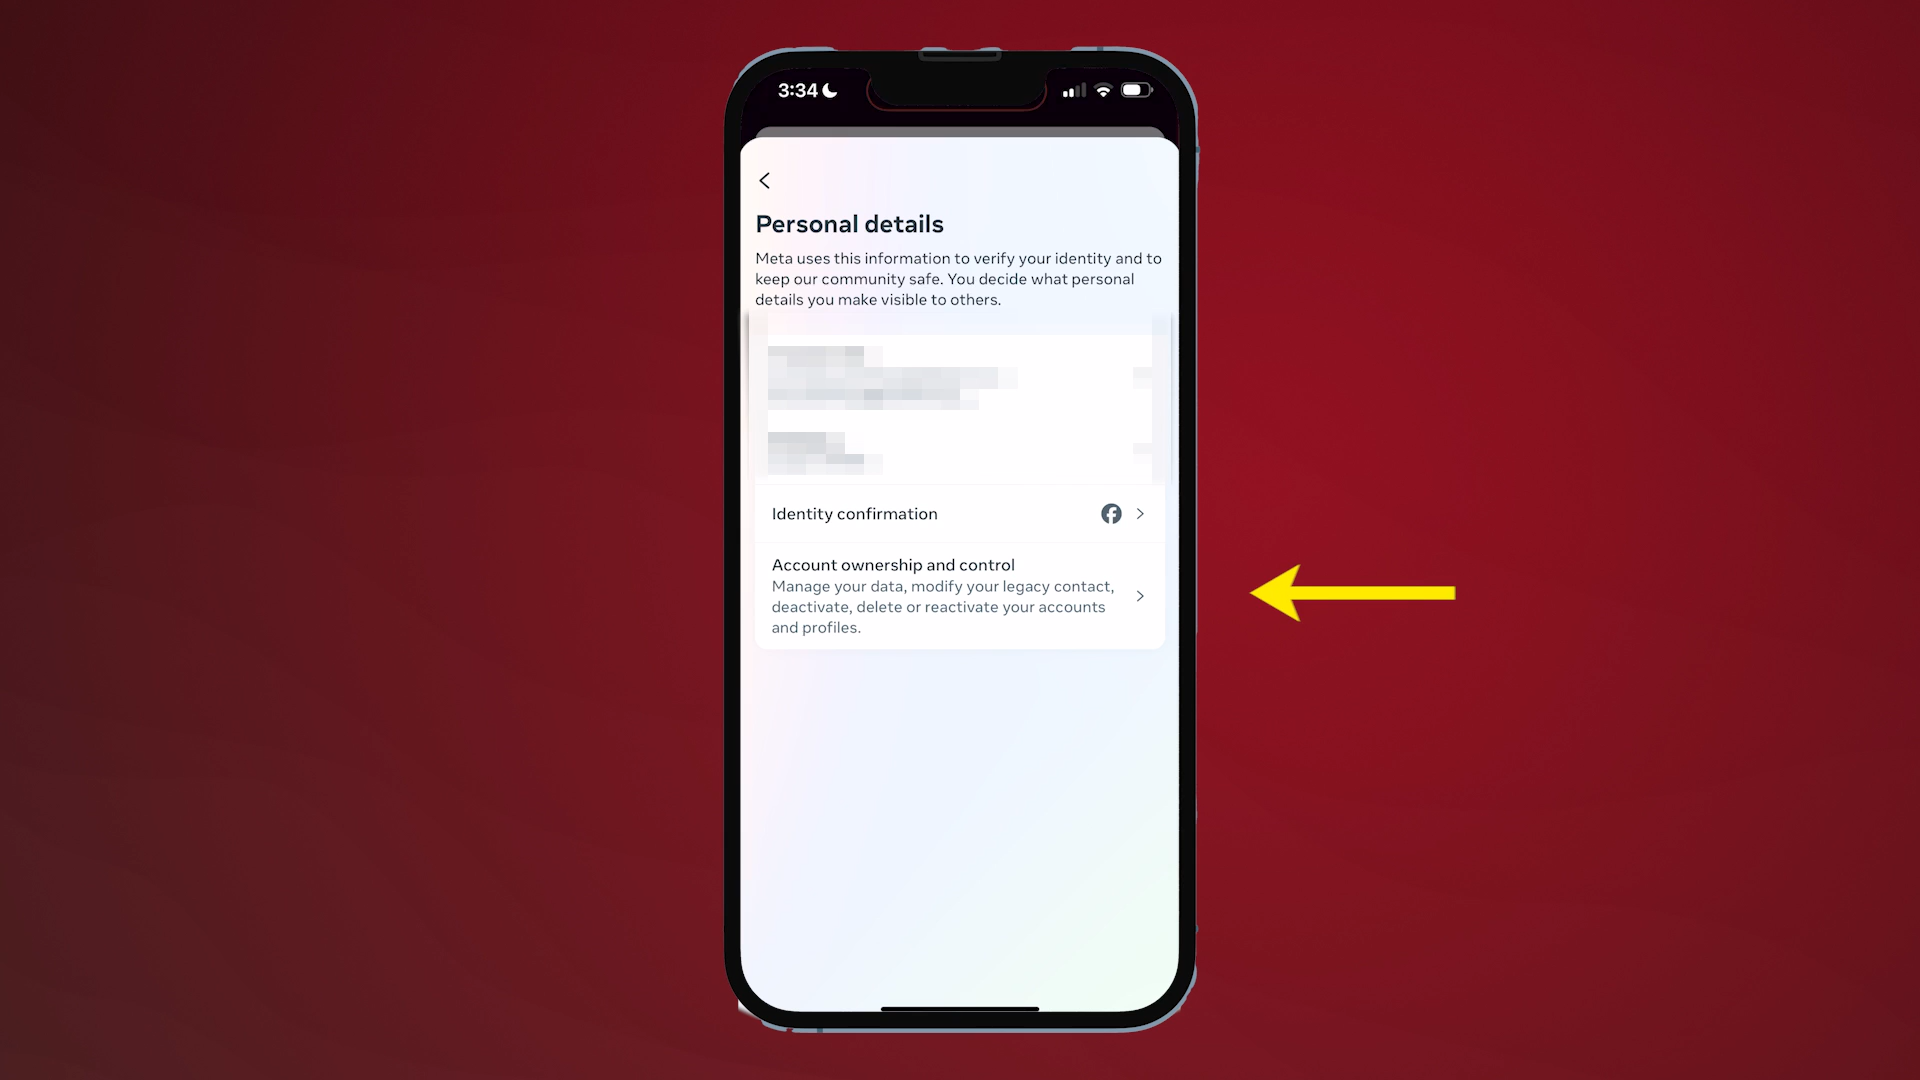 3:34
Personal details
Meta uses this information to verify your identity and to
keep our community safe. You decide what personal
details you make visible to others.
Identity confirmation
Account ownership and control
Manage your data, modify your legacy contact,
deactivate, delete or reactivate your accounts
and profiles.